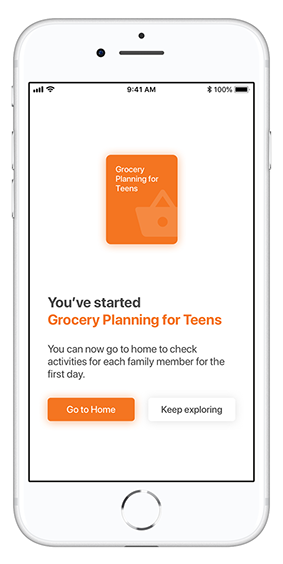 9:41 AM
100%
Grocery
Planning for
Teens
You've started
Grocery Planning for Teens
You can now go to home to check
activities for each family member for the
first day.
Go to Home
Keep exploring